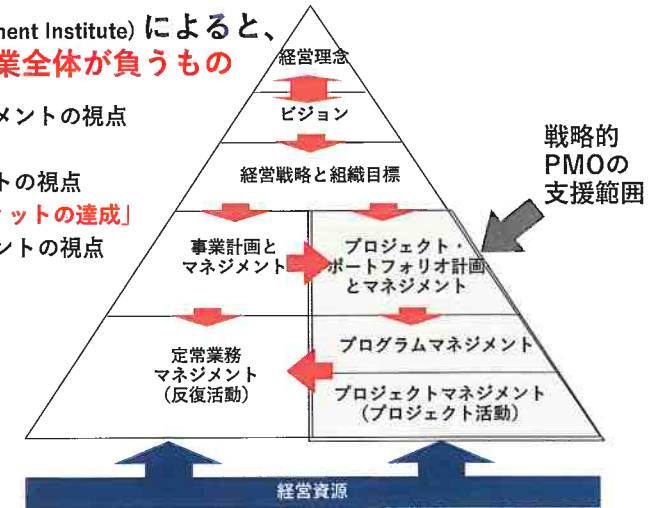 ment Institute) によると、
業全体が負うもの
メントの視点
トの視点
ィットの達成」
ントの視点
経営理念
ビジョン
経営戦略と組織目標
事業計画と
マネジメント
プロジェクト・
ポートフォリオ計画
とマネジメント
定常業務
マネジメント
(反復活動)
プログラムマネジメント
プロジェクトマネジメント
(プロジェクト活動)
経営資源
戦略的
PMOの
支援範囲